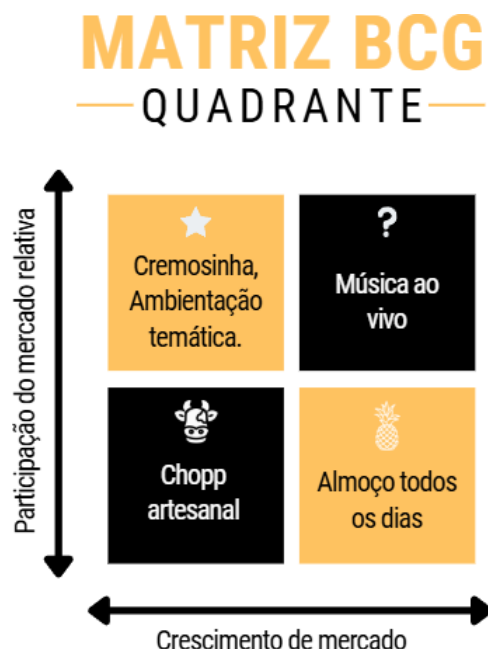 MATRIZ BCG
QUADRANTE
Participação do mercado relativa
Cremosinha,
Ambientação
temática.
?
Música ao
vivo
Chopp
artesanal
Almoço todos
os dias
Crescimento de mercado